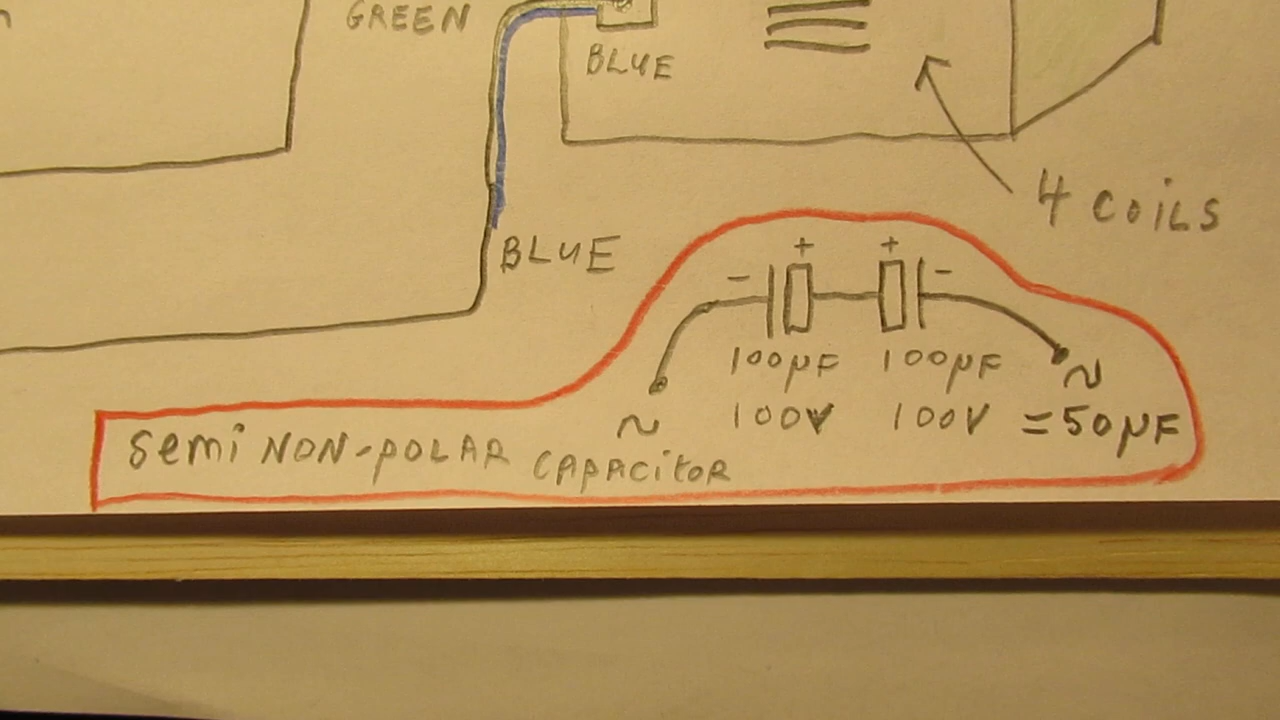 GREEN
BLUE
4 COILS
BLUE
- + + -
100µF 100µF ~
~ 100V 100V =50µF
Semi NON-POLAR CAPACitOR